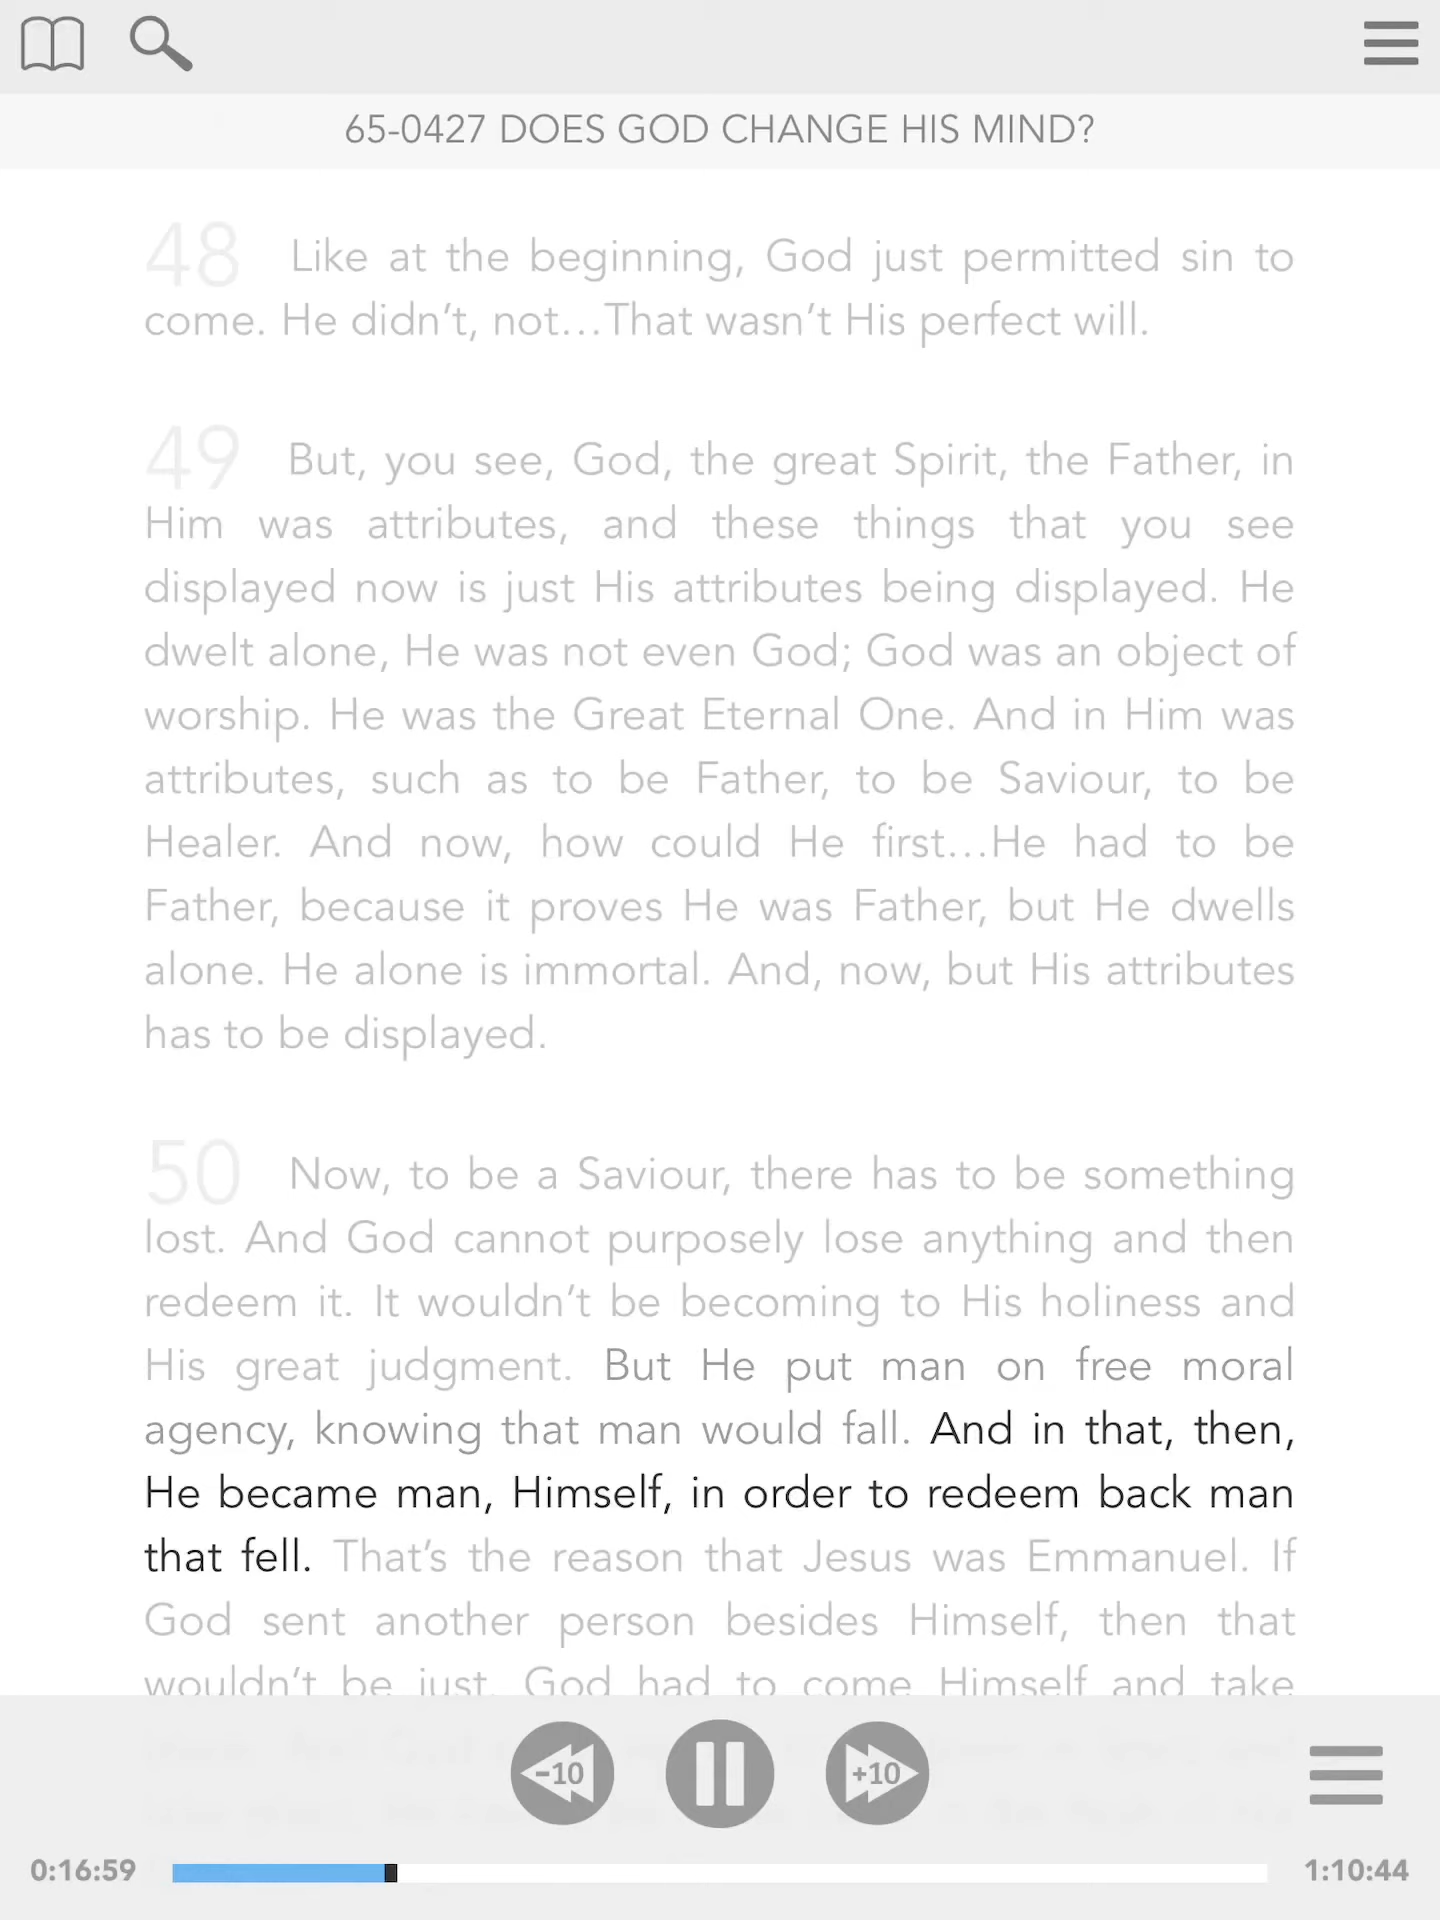 65-0427 DOES GOD CHANGE HIS MIND?
48 Like at the beginning, God just permitted sin to
come. He didn’t, not…That wasn’t His perfect will.
49 But, you see, God, the great Spirit, the Father, in
Him was attributes, and these things that you see
displayed now is just His attributes being displayed. He
dwelt alone, He was not even God; God was an object of
worship. He was the Great Eternal One. And in Him was
attributes, such as to be Father, to be Saviour, to be
Healer. And now, how could He first…He had to be
Father, because it proves He was Father, but He dwells
alone. He alone is immortal. And, now, but His attributes
has to be displayed.
50 Now, to be a Saviour, there has to be something
lost. And God cannot purposely lose anything and then
redeem it. It wouldn’t be becoming to His holiness and
His great judgment. But He put man on free moral
agency, knowing that man would fall. And in that, then,
He became man, Himself, in order to redeem back man
that fell. That’s the reason that Jesus was Emmanuel. If
God sent another person besides Himself, then that
wouldn’t be just. God had to come Himself and take
-10 +10
0:16:59 1:10:44